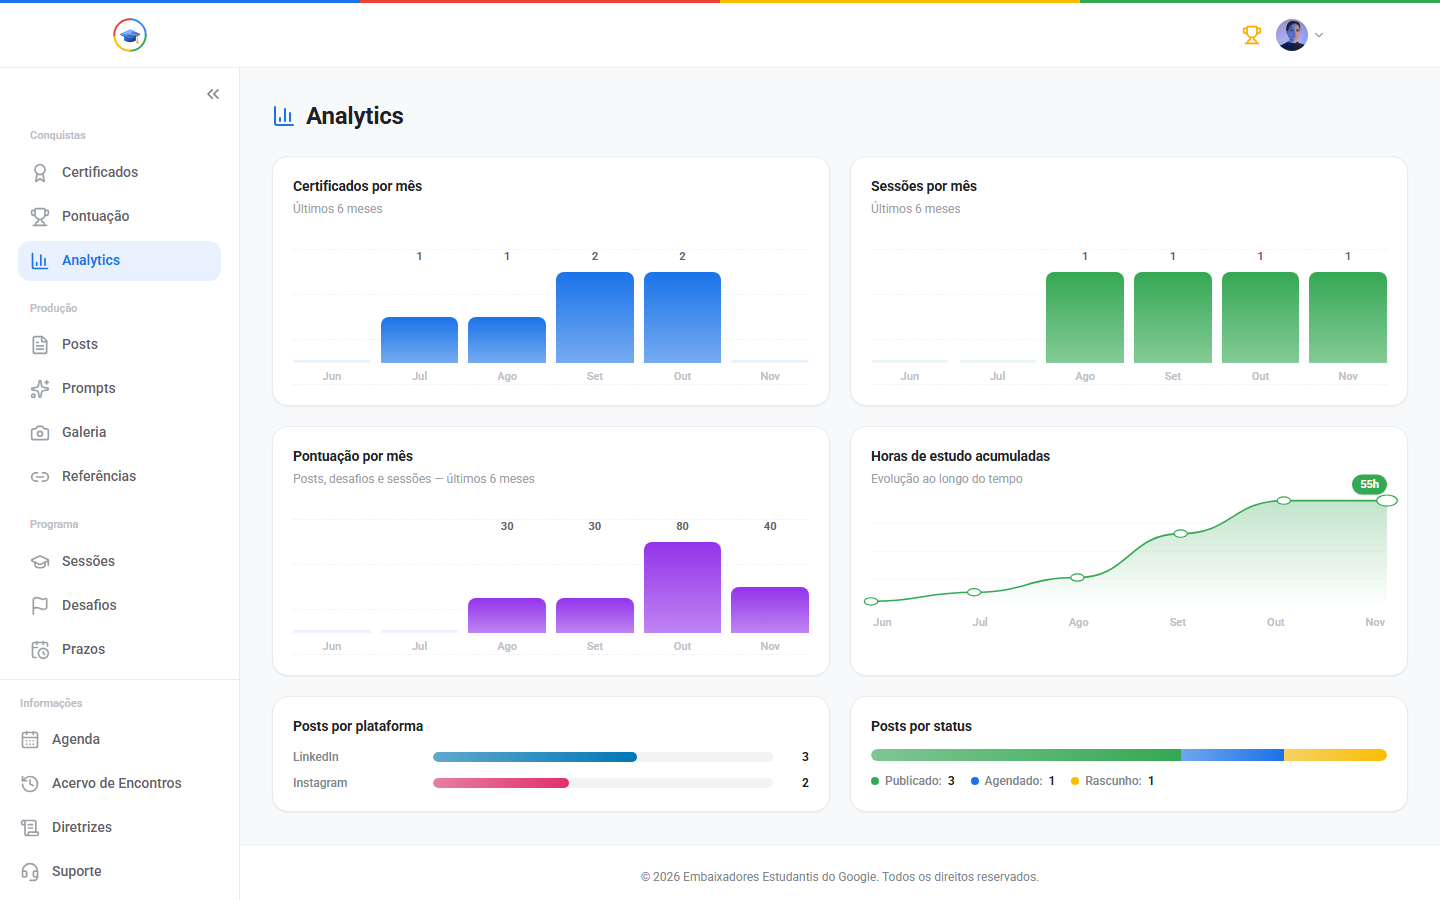 Conquistas
Certificados
Pontuação
Analytics
Produção
Posts
Prompts
Galeria
Referências
Programa
Sessões
Desafios
Prazos
Informações
Agenda
Acervo de Encontros
Diretrizes
Suporte
Analytics
Certificados por mês
Últimos 6 meses
1 1 2 2
Jun Jul Ago Set Out Nov
Sessões por mês
Últimos 6 meses
1 1 1 1
Jun Jul Ago Set Out Nov
Pontuação por mês
Posts, desafios e sessões — últimos 6 meses
30 30 80 40
Jun Jul Ago Set Out Nov
Horas de estudo acumuladas
Evolução ao longo do tempo
55h
Jun Jul Ago Set Out Nov
Posts por plataforma
LinkedIn 3
Instagram 2
Posts por status
Publicado: 3 Agendado: 1 Rascunho: 1
© 2026 Embaixadores Estudantis do Google. Todos os direitos reservados.